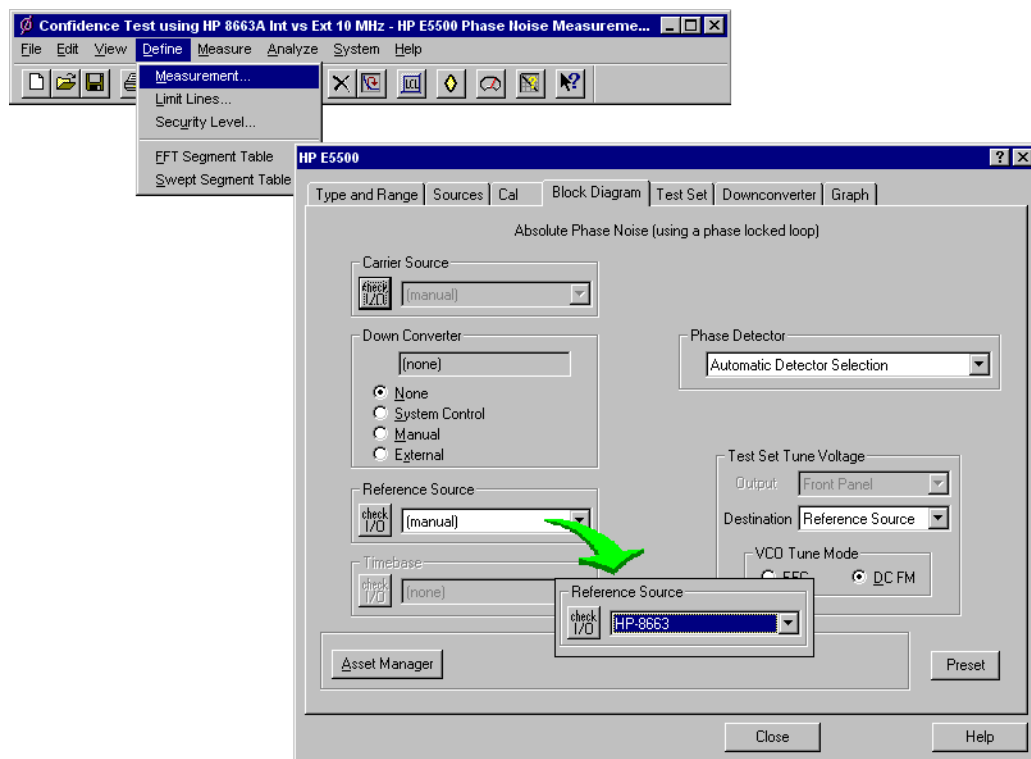 Confidence Test using HP 8663A Int vs Ext 10 MHz - HP E5500 Phase Noise Measureme...
File Edit View Define Measure Analyze System Help
Measurement...
Limit Lines...
Security Level...
FFT Segment Table
Swept Segment Table
LCL
HP E5500
Type and Range Sources Cal Block Diagram Test Set Downconverter Graph
Absolute Phase Noise (using a phase locked loop)
Carrier Source
check I/O (manual)
Down Converter
(none)
None
System Control
Manual
External
Phase Detector
Automatic Detector Selection
Reference Source
check I/O (manual)
Timebase
check I/O (none)
Test Set Tune Voltage
Output Front Panel
Destination Reference Source
VCO Tune Mode
DC FM
Reference Source
check I/O HP-8663
Asset Manager
Preset
Close
Help